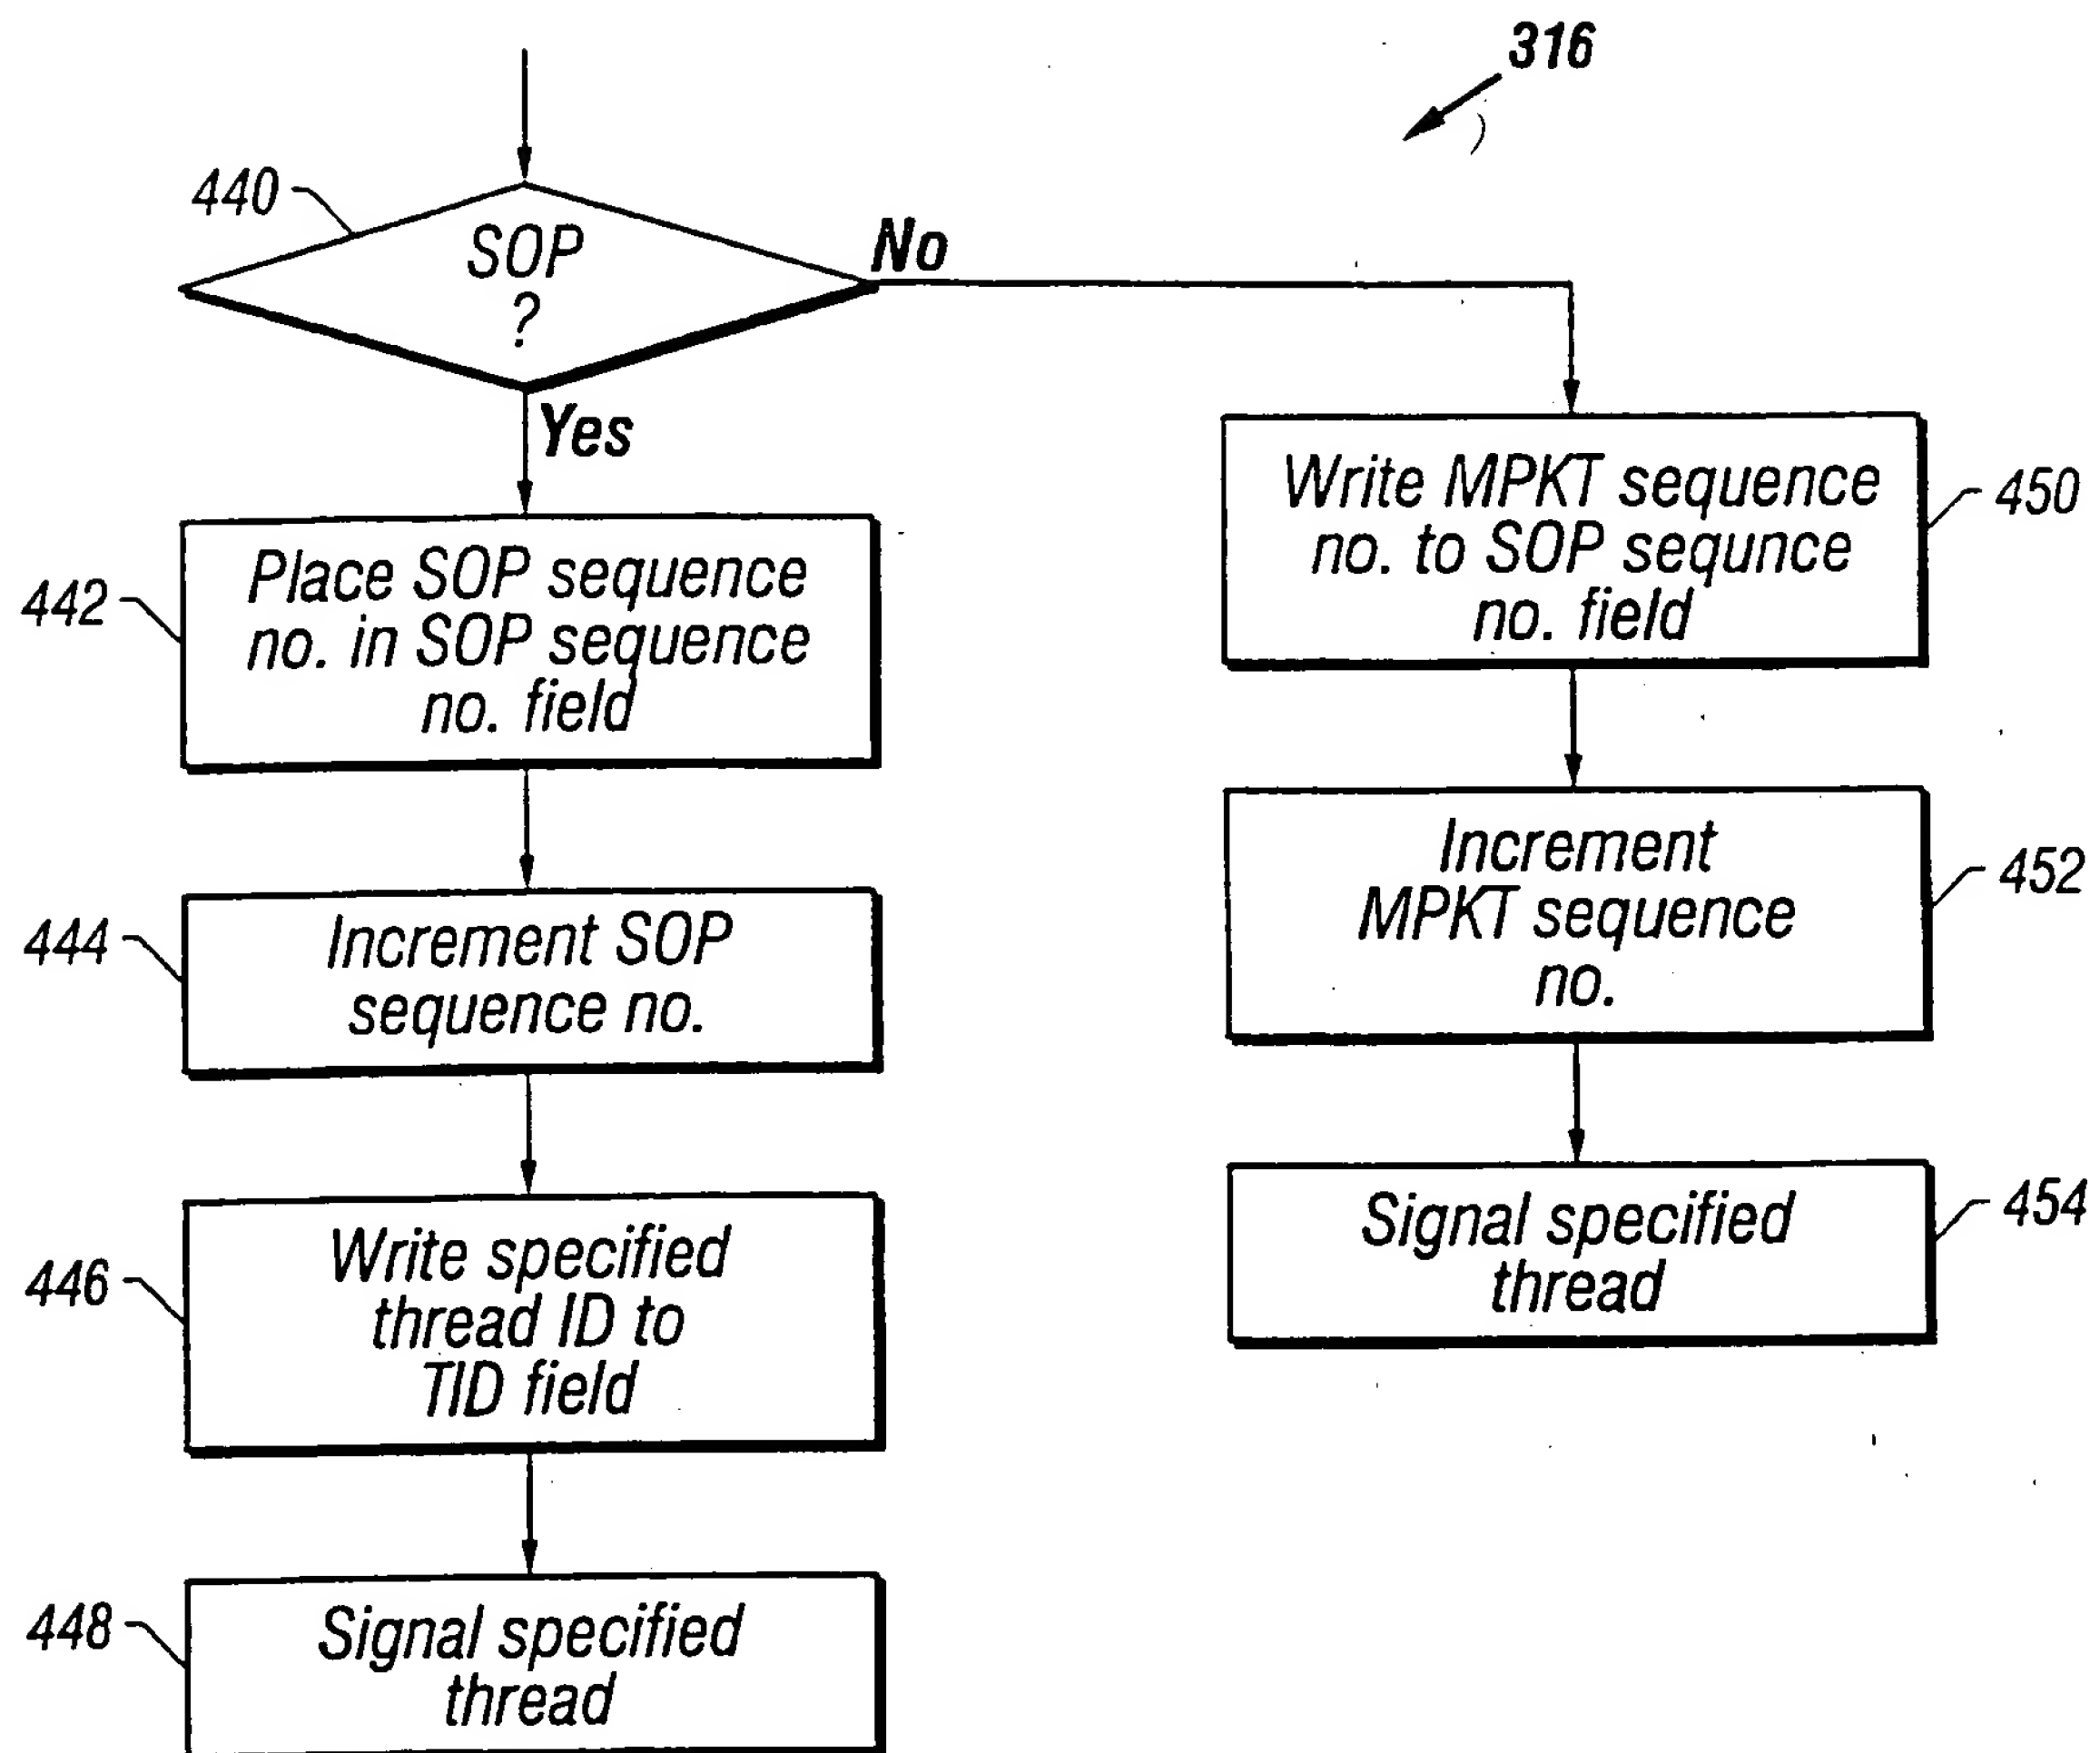 316
440
SOP
?
No
Yes
442
Place SOP sequence
no. in SOP sequence
no. field
450
Write MPKT sequence
no. to SOP sequnce
no. field
444
Increment SOP
sequence no.
452
Increment
MPKT sequence
no.
446
Write specified
thread ID to
TID field
454
Signal specified
thread
448
Signal specified
thread